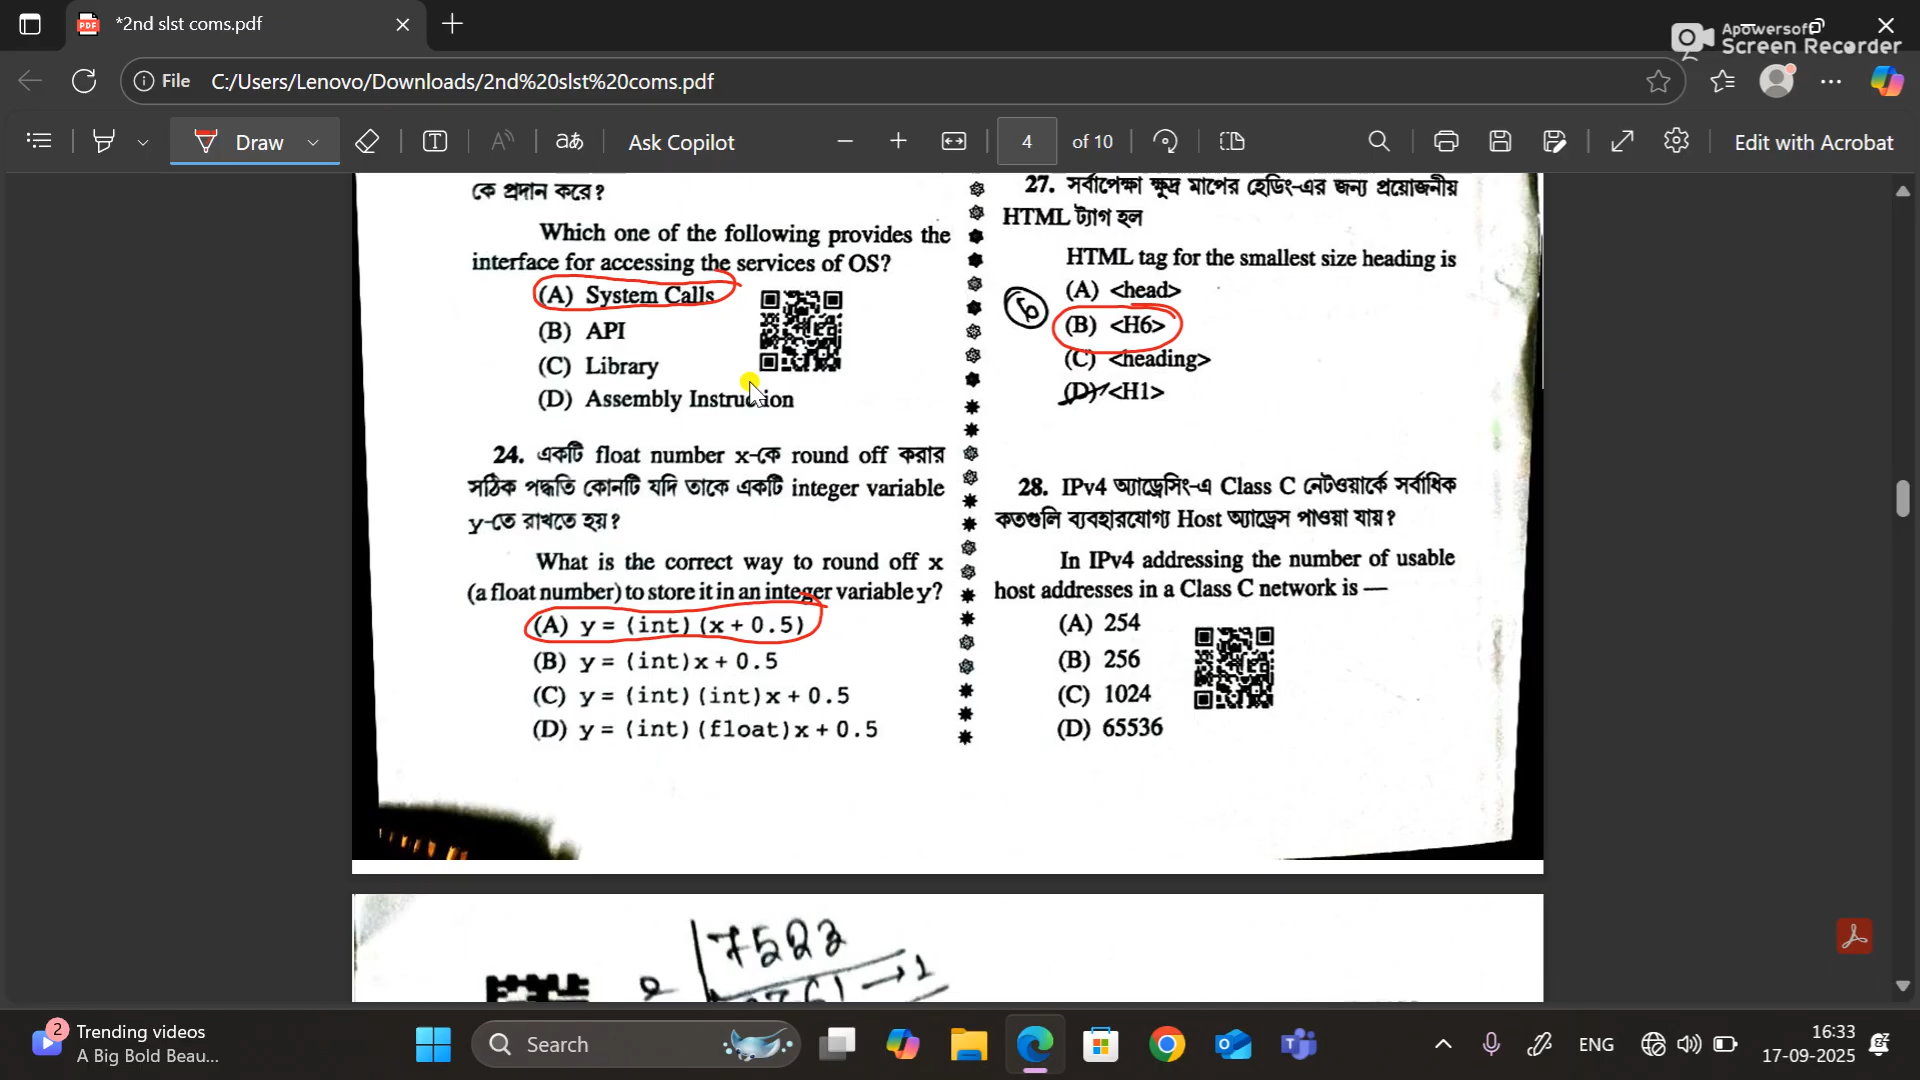 *2nd slst coms.pdf
Apowersoft
Screen Recorder
File C:/Users/Lenovo/Downloads/2nd%20slst%20coms.pdf
Draw
aあ
Ask Copilot
4 of 10
Edit with Acrobat
কে প্রদান করে?
Which one of the following provides the
interface for accessing the services of OS?
(A) System Calls
(B) API
(C) Library
(D) Assembly Instruction
24. একটি float number x-কে round off করার
সঠিক পদ্ধতি কোনটি যদি তাকে একটি integer variable
y-তে রাখতে হয়?
What is the correct way to round off x
(a float number) to store it in an integer variable y?
(A) y = (int) (x + 0.5)
(B) y = (int)x + 0.5
(C) y = (int) (int)x + 0.5
(D) y = (int) (float)x + 0.5
27. সর্বাপেক্ষা ক্ষুদ্র মাপের হেডিং-এর জন্য প্রয়োজনীয়
HTML ট্যাগ হল
HTML tag for the smallest size heading is
(A) <head>
(B) <H6>
(C) <heading>
(D) <H1>
28. IPv4 অ্যাড্রেসিং-এ Class C নেটওয়ার্কে সর্বাধিক
কতগুলি ব্যবহারযোগ্য Host অ্যাড্রেস পাওয়া যায়?
In IPv4 addressing the number of usable
host addresses in a Class C network is —
(A) 254
(B) 256
(C) 1024
(D) 65536
2
Trending videos
A Big Bold Beau...
Search
ENG
16:33
17-09-2025